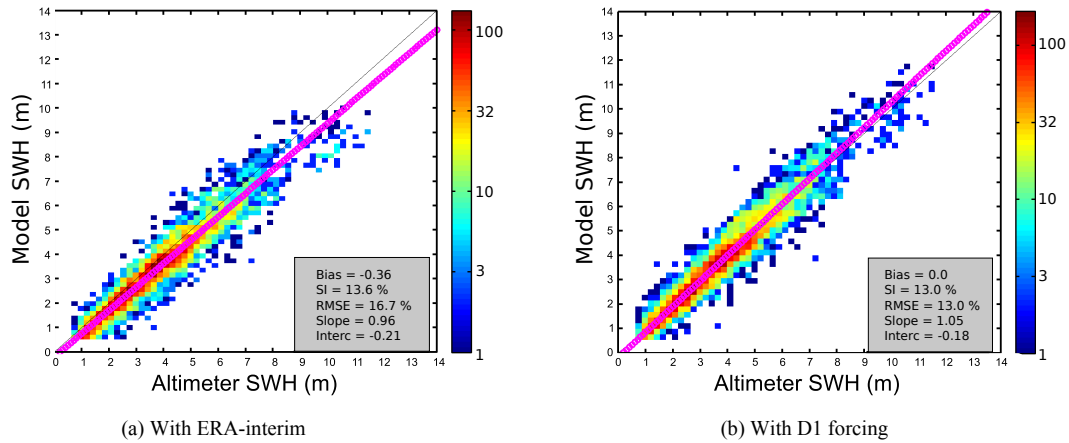 14
13
12
11
10
9
8
7
6
5
4
3
2
1
0
Model SWH (m)
Bias = -0.36
SI = 13.6 %
RMSE = 16.7 %
Slope = 0.96
Interc = -0.21
1 2 3 4 5 6 7 8 9 10 11 12 13 14
Altimeter SWH (m)
100
32
10
3
1
(a) With ERA-interim
14
13
12
11
10
9
8
7
6
5
4
3
2
1
0
Model SWH (m)
Bias = 0.0
SI = 13.0 %
RMSE = 13.0 %
Slope = 1.05
Interc = -0.18
1 2 3 4 5 6 7 8 9 10 11 12 13 14
Altimeter SWH (m)
100
32
10
3
1
(b) With D1 forcing